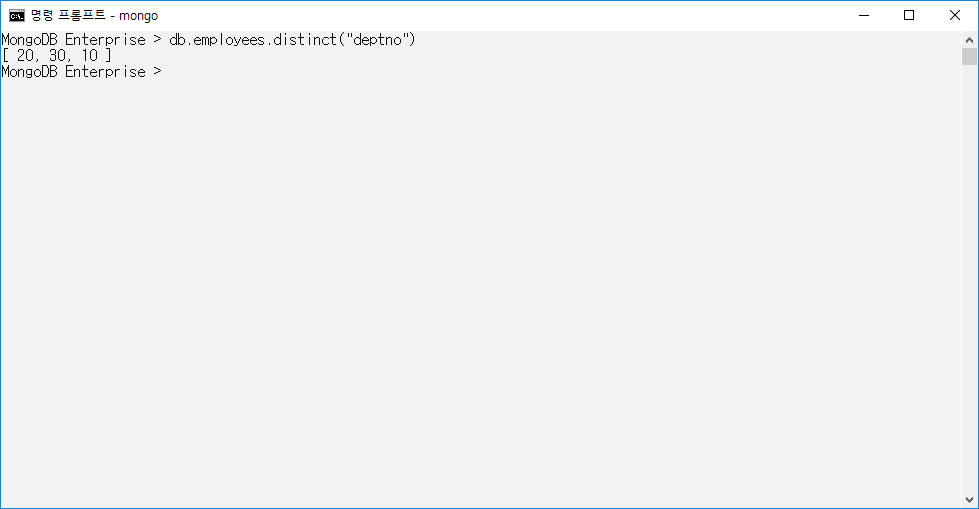 명령 프롬프트 - mongo
MongoDB Enterprise > db.employees.distinct("deptno")
[ 20, 30, 10 ]
MongoDB Enterprise >